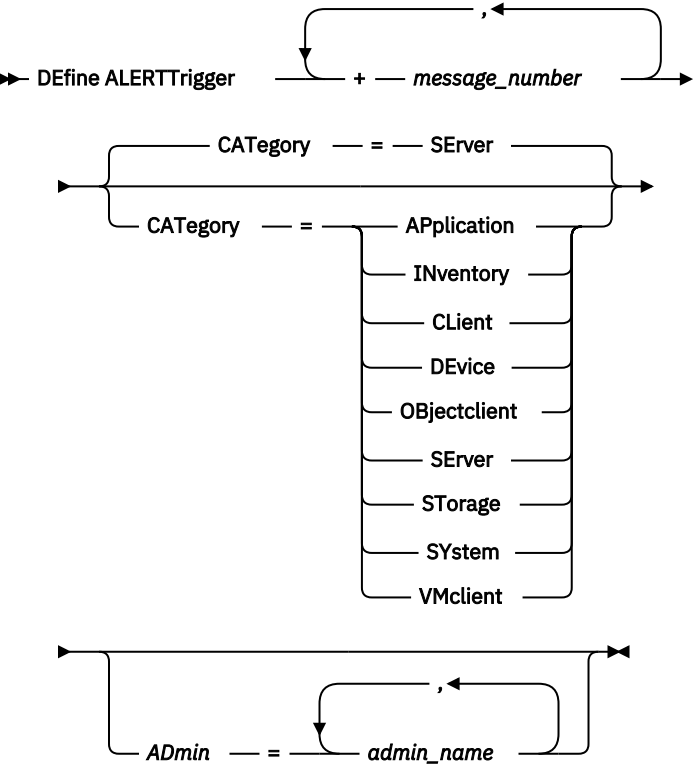 ,
DEfine ALERTTrigger + message_number
CATegory = SErver
CATegory = APplication
INventory
CLient
DEvice
OBjectclient
SErver
STorage
SYstem
VMclient
,
ADmin = admin_name